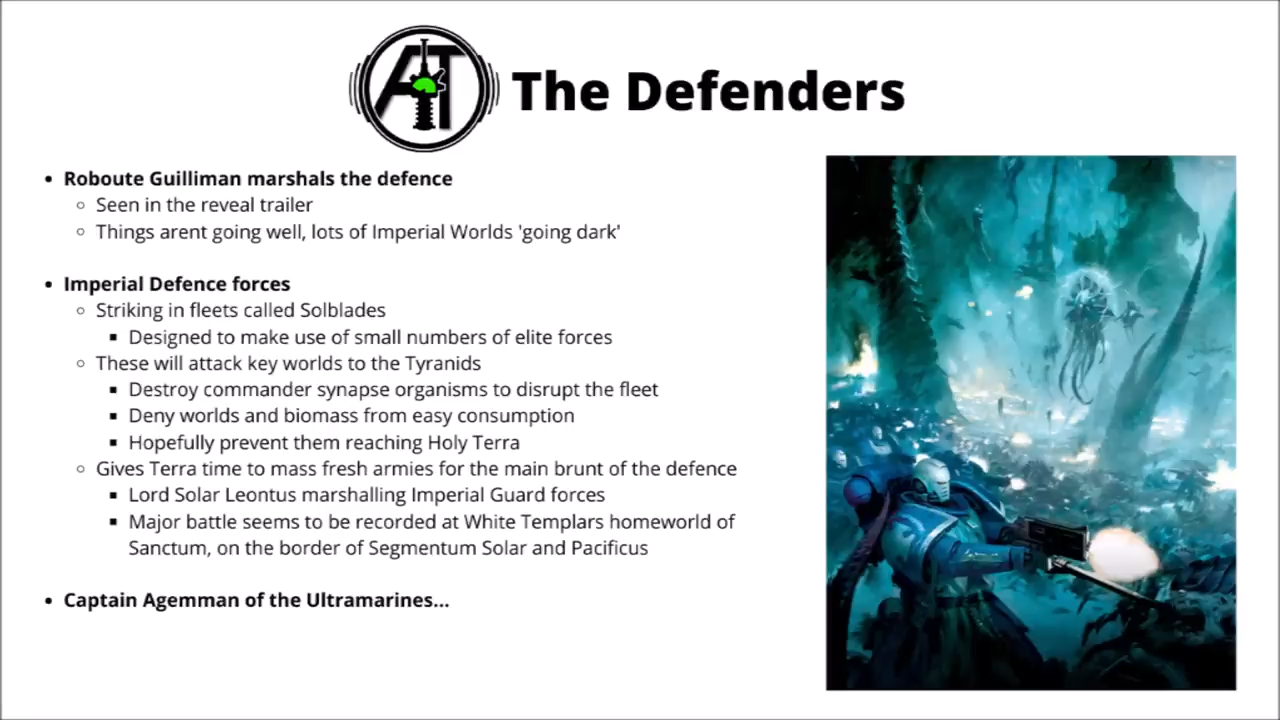 AT
The Defenders
• Roboute Guilliman marshals the defence
○ Seen in the reveal trailer
○ Things arent going well, lots of Imperial Worlds 'going dark'
• Imperial Defence forces
○ Striking in fleets called Solblades
▪ Designed to make use of small numbers of elite forces
○ These will attack key worlds to the Tyranids
▪ Destroy commander synapse organisms to disrupt the fleet
▪ Deny worlds and biomass from easy consumption
▪ Hopefully prevent them reaching Holy Terra
○ Gives Terra time to mass fresh armies for the main brunt of the defence
▪ Lord Solar Leontus marshalling Imperial Guard forces
▪ Major battle seems to be recorded at White Templars homeworld of
Sanctum, on the border of Segmentum Solar and Pacificus
• Captain Agemman of the Ultramarines...